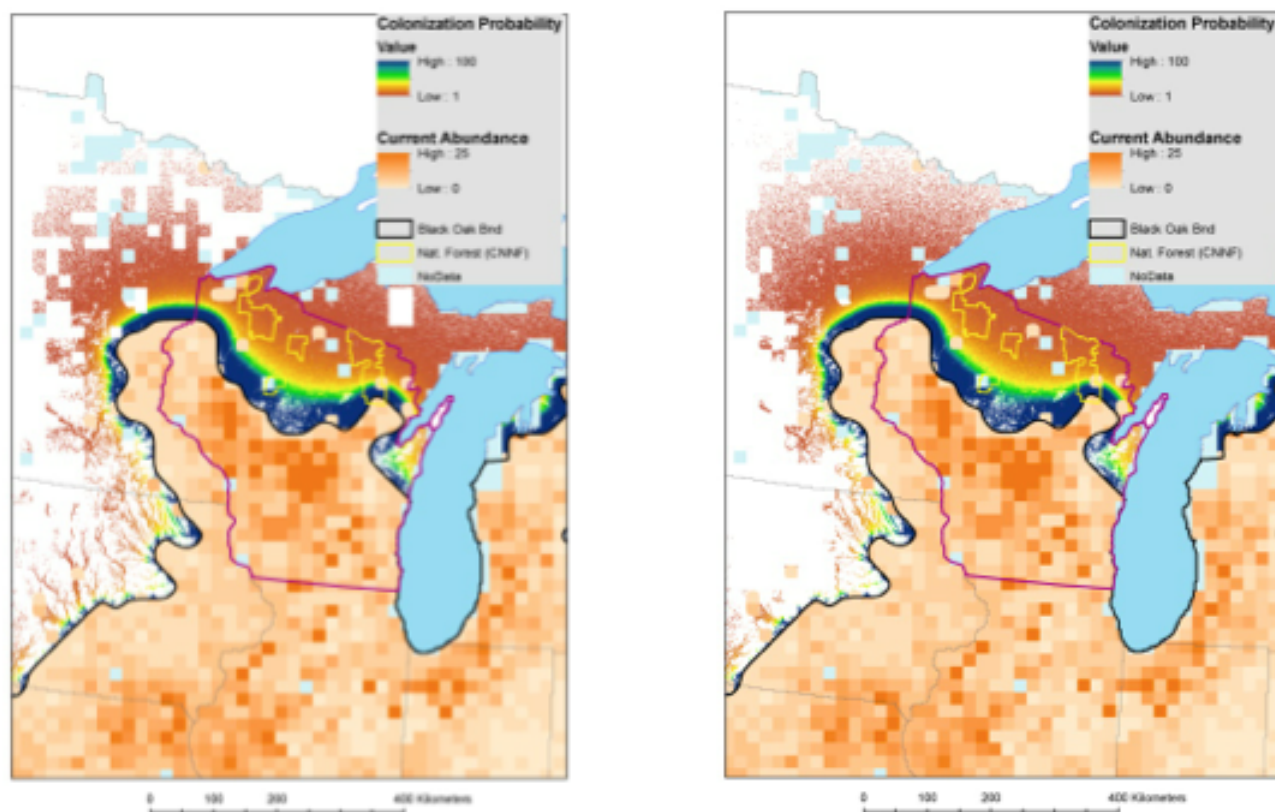 Colonization Probability
Value
High : 100
Low : 1
Current Abundance
High : 25
Low : 0
Black Oak Bnd
Nat. Forest (CNNF)
NoData
0 100 200 400 Kilometers
Colonization Probability
Value
High : 100
Low : 1
Current Abundance
High : 25
Low : 0
Black Oak Bnd
Nat. Forest (CNNF)
NoData
0 100 200 400 Kilometers